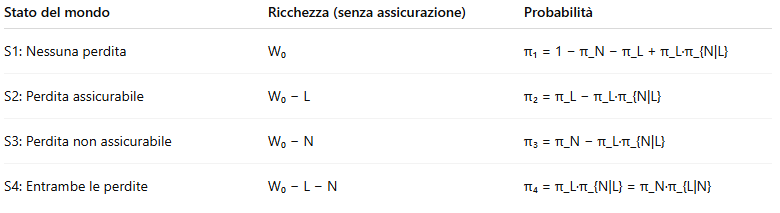 Stato del mondo Ricchezza (senza assicurazione) Probabilità
S1: Nessuna perdita W₀ π₁ = 1 − π_N − π_L + π_L·π_{N|L}
S2: Perdita assicurabile W₀ − L π₂ = π_L − π_L·π_{N|L}
S3: Perdita non assicurabile W₀ − N π₃ = π_N − π_L·π_{N|L}
S4: Entrambe le perdite W₀ − L − N π₄ = π_L·π_{N|L} = π_N·π_{L|N}